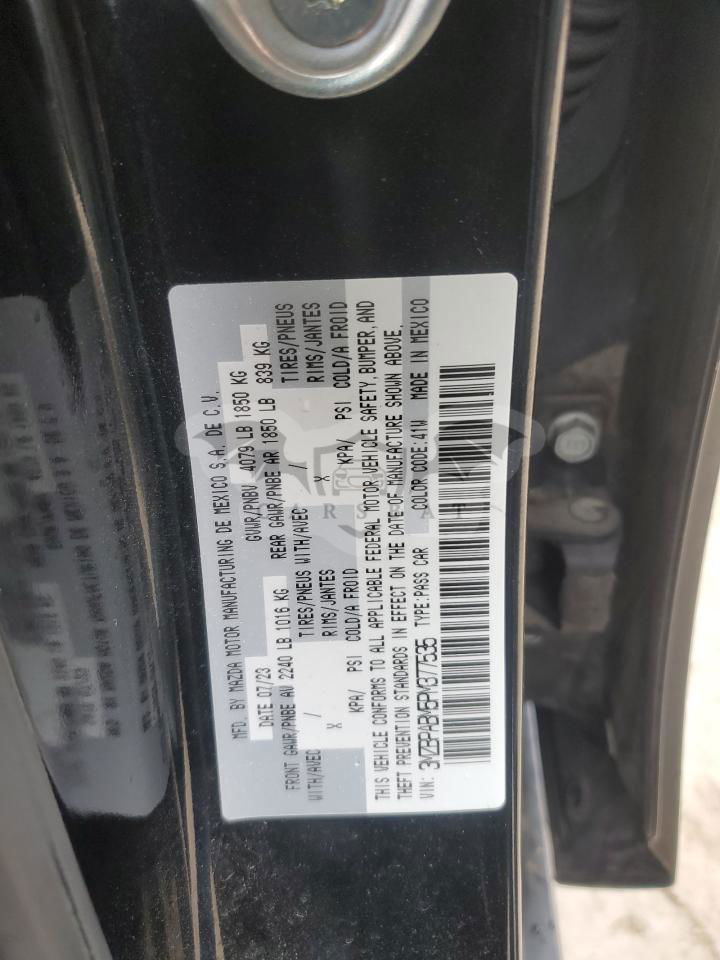 MFD. BY MAZDA MOTOR MANUFACTURING DE MEXICO S.A. DE C.V.
DATE 07/23 GVWR/PNBV 4079 LB 1850 KG
FRONT GAWR/PNBE AV 2240 LB 1016 KG REAR GAWR/PNBE AR 1850 LB 839 KG
WITH/AVEC / TIRES/PNEUS WITH/AVEC / TIRES/PNEUS
X RIMS/JANTES X RIMS/JANTES
KPA/ PSI COLD/A FROID KPA/ PSI COLD/A FROID
THIS VEHICLE CONFORMS TO ALL APPLICABLE FEDERAL MOTOR VEHICLE SAFETY, BUMPER, AND
THEFT PREVENTION STANDARDS IN EFFECT ON THE DATE OF MANUFACTURE SHOWN ABOVE.
VIN: 3MZBPABM6PM377535 TYPE:PASS CAR COLOR CODE:41W MADE IN MEXICO
CARSBAT